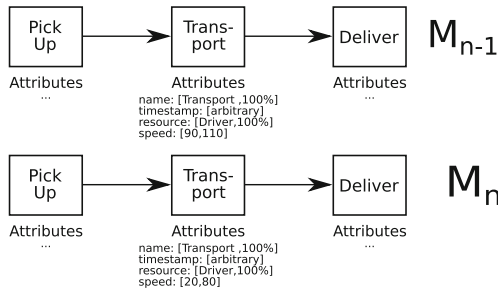 Pick Up
Trans-
port
Deliver
M n-1
Attributes
...
Attributes
name: [Transport ,100%]
timestamp: [arbitrary]
resource: [Driver,100%]
speed: [90,110]
Attributes
...
Pick Up
Trans-
port
Deliver
M n
Attributes
...
Attributes
name: [Transport ,100%]
timestamp: [arbitrary]
resource: [Driver,100%]
speed: [20,80]
Attributes
...